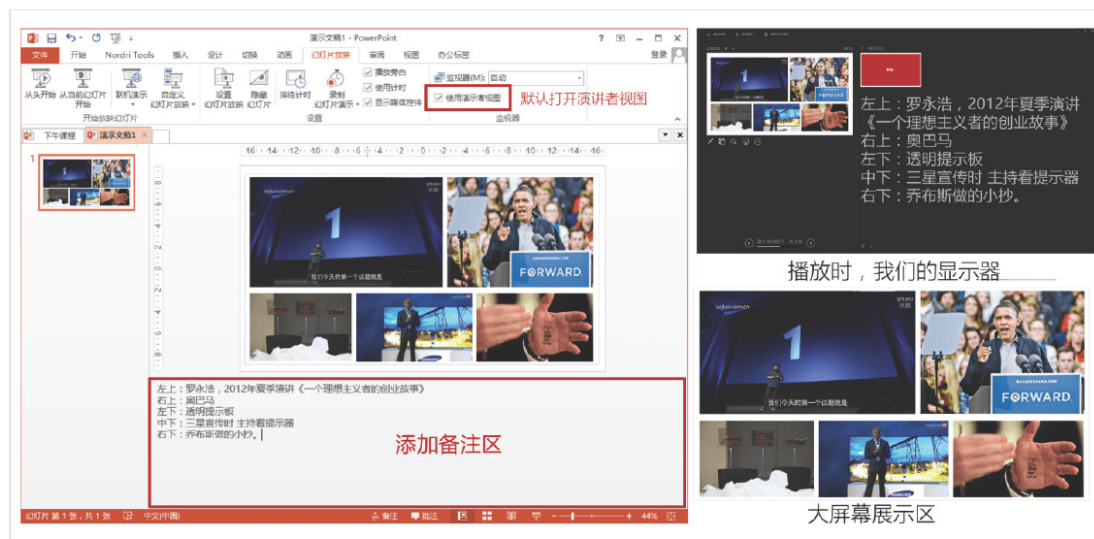 演示文稿1 - PowerPoint
文件 开始 Nordri Tools 插入 设计 切换 动画 幻灯片放映 审阅 视图 办公标签 登录
从头开始 从当前幻灯片开始 联机演示 自定义幻灯片放映 设置幻灯片放映 隐藏幻灯片 排练计时 录制幻灯片演示
播放旁白
使用计时
显示媒体控件
监视器(M): 自动
使用演示者视图
默认打开演讲者视图
开始放映幻灯片 设置 监视器
下午课程 演示文稿1
1
youku
优酷
1
我们今天的第一个议题就是
FORWARD.
SAMSUNG
左上：罗永浩，2012年夏季演讲《一个理想主义者的创业故事》
右上：奥巴马
左下：透明提示板
中下：三星宣传时 主持看提示器
右下：乔布斯做的小抄。
添加备注区
幻灯片 第 1 张，共 1 张 中文(中国) 备注 批注 44%
左上：罗永浩，2012年夏季演讲
《一个理想主义者的创业故事》
右上：奥巴马
左下：透明提示板
中下：三星宣传时 主持看提示器
右下：乔布斯做的小抄。
播放时，我们的显示器
youku
优酷
1
我们今天的第一个议题就是
FORWARD.
SAMSUNG
大屏幕展示区